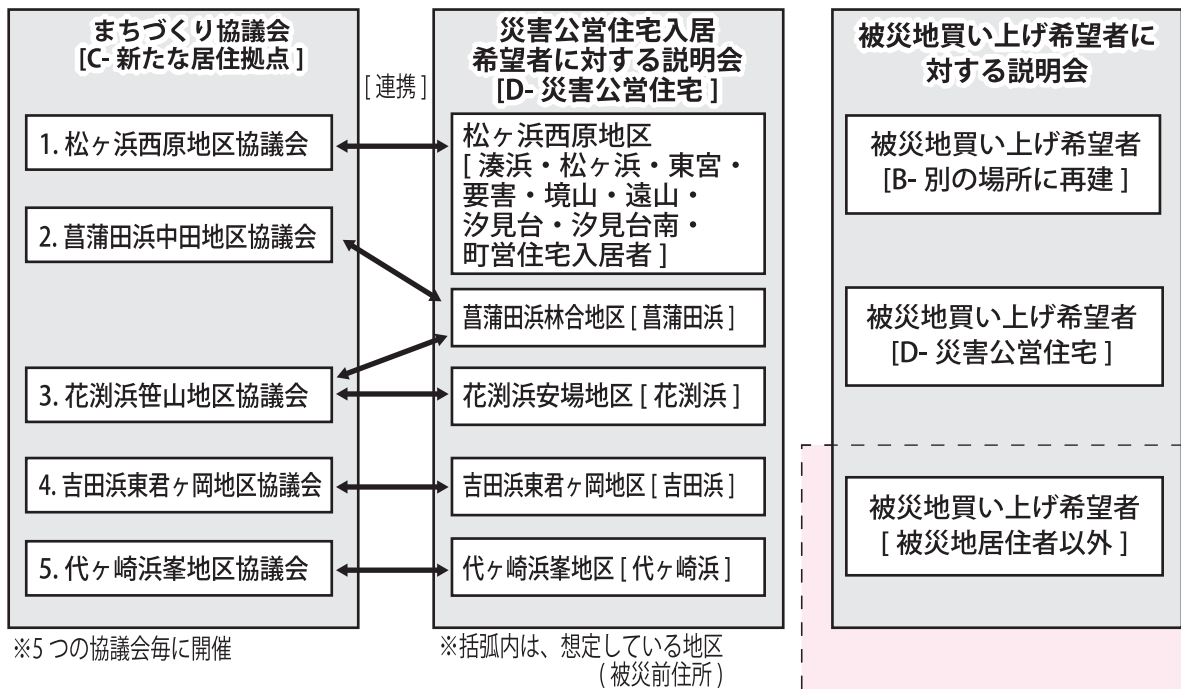 まちづくり協議会
[C- 新たな居住拠点 ]
1. 松ヶ浜西原地区協議会
2. 菖蒲田浜中田地区協議会
3. 花渕浜笹山地区協議会
4. 吉田浜東君ヶ岡地区協議会
5. 代ヶ崎浜峯地区協議会
※5 つの協議会毎に開催
[ 連携 ]
災害公営住宅入居
希望者に対する説明会
[D- 災害公営住宅 ]
松ヶ浜西原地区
[ 湊浜・松ヶ浜・東宮・
要害・境山・遠山・
汐見台・汐見台南・
町営住宅入居者 ]
菖蒲田浜林合地区 [ 菖蒲田浜 ]
花渕浜安場地区 [ 花渕浜 ]
吉田浜東君ヶ岡地区 [ 吉田浜 ]
代ヶ崎浜峯地区 [ 代ヶ崎浜 ]
※括弧内は、想定している地区
( 被災前住所 )
被災地買い上げ希望者に
対する説明会
被災地買い上げ希望者
[B- 別の場所に再建 ]
被災地買い上げ希望者
[D- 災害公営住宅 ]
被災地買い上げ希望者
[ 被災地居住者以外 ]